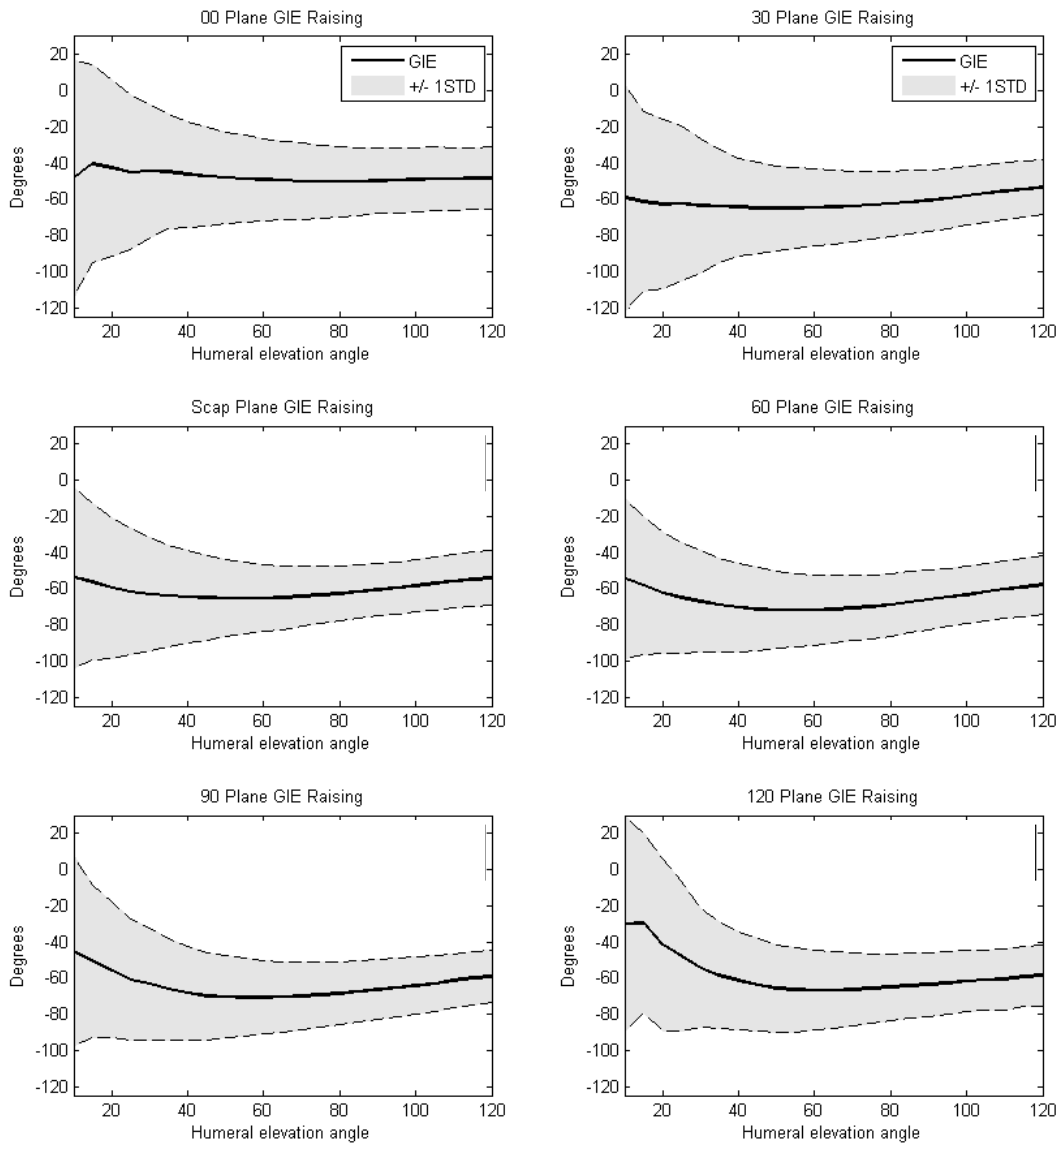 00 Plane GIE Raising
30 Plane GIE Raising
20
0
-20
-40
-60
-80
-100
-120
Degrees
GIE
+/- 1STD
20 40 60 80 100 120
Humeral elevation angle
20
0
-20
-40
-60
-80
-100
-120
Degrees
GIE
+/- 1STD
20 40 60 80 100 120
Humeral elevation angle
Scap Plane GIE Raising
60 Plane GIE Raising
20
0
-20
-40
-60
-80
-100
-120
Degrees
20 40 60 80 100 120
Humeral elevation angle
20
0
-20
-40
-60
-80
-100
-120
Degrees
20 40 60 80 100 120
Humeral elevation angle
90 Plane GIE Raising
120 Plane GIE Raising
20
0
-20
-40
-60
-80
-100
-120
Degrees
20 40 60 80 100 120
Humeral elevation angle
20
0
-20
-40
-60
-80
-100
-120
Degrees
20 40 60 80 100 120
Humeral elevation angle